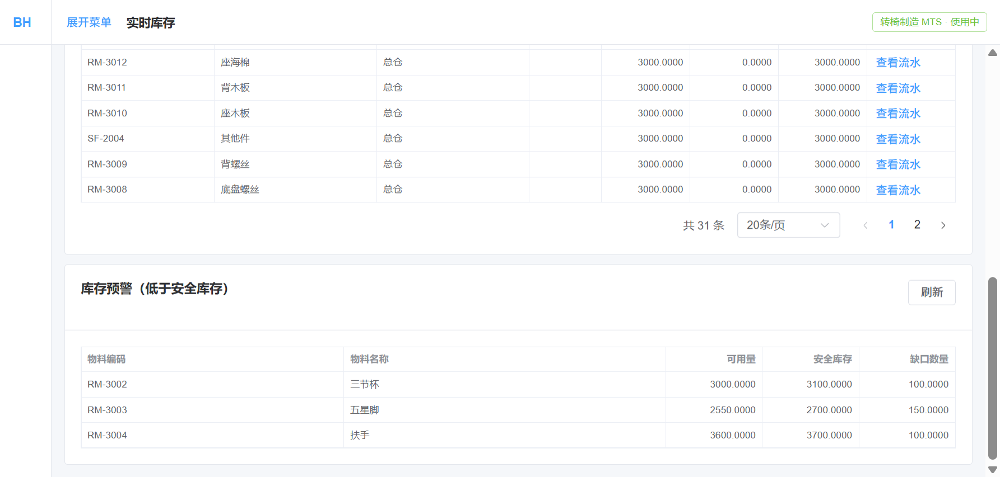 BH 展开菜单 实时库存 转椅制造 MTS · 使用中
RM-3012 座海棉 总仓 3000.0000 0.0000 3000.0000 查看流水
RM-3011 背木板 总仓 3000.0000 0.0000 3000.0000 查看流水
RM-3010 座木板 总仓 3000.0000 0.0000 3000.0000 查看流水
SF-2004 其他件 总仓 3000.0000 0.0000 3000.0000 查看流水
RM-3009 背螺丝 总仓 3000.0000 0.0000 3000.0000 查看流水
RM-3008 底盘螺丝 总仓 3000.0000 0.0000 3000.0000 查看流水
共 31 条 20条/页 1 2
库存预警（低于安全库存） 刷新
物料编码 物料名称 可用量 安全库存 缺口数量
RM-3002 三节杯 3000.0000 3100.0000 100.0000
RM-3003 五星脚 2550.0000 2700.0000 150.0000
RM-3004 扶手 3600.0000 3700.0000 100.0000